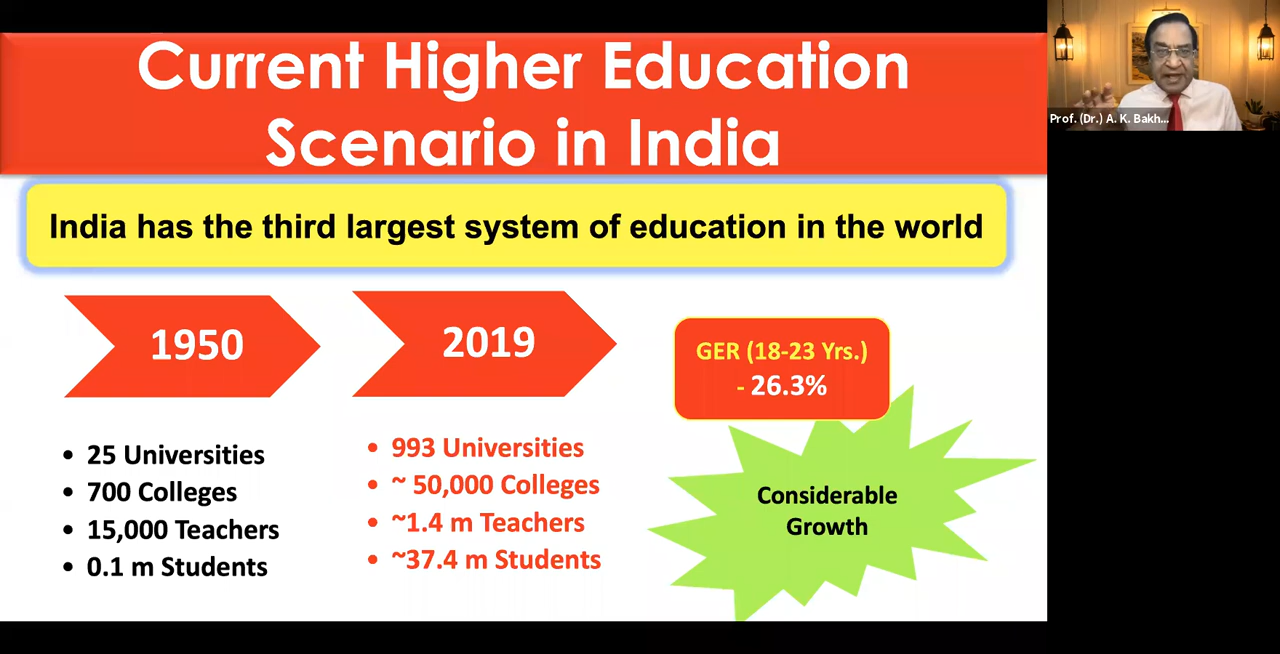 Current Higher Education
Scenario in India
Prof. (Dr.) A. K. Bakh...
India has the third largest system of education in the world
1950
2019
GER (18-23 Yrs.)
- 26.3%
• 25 Universities
• 700 Colleges
• 15,000 Teachers
• 0.1 m Students
• 993 Universities
• ~ 50,000 Colleges
• ~1.4 m Teachers
• ~37.4 m Students
Considerable
Growth